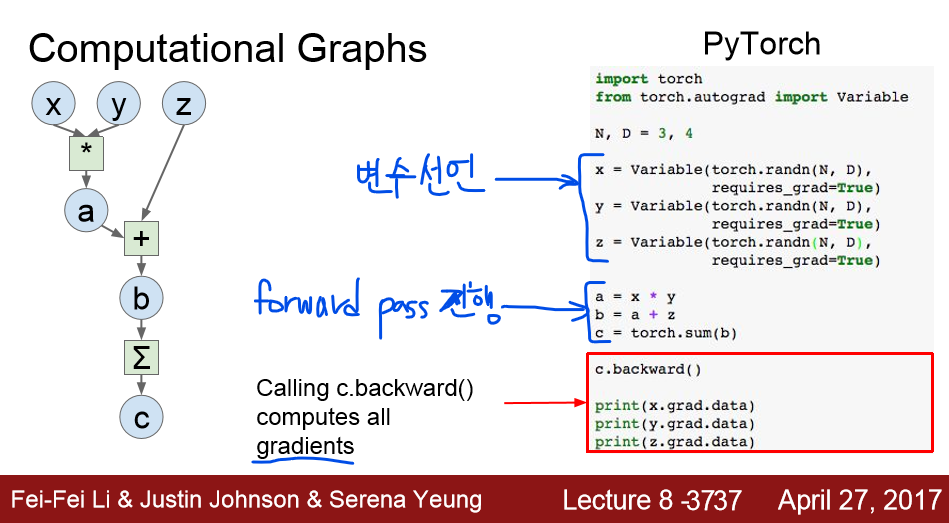 Computational Graphs
PyTorch
x y z
*
a
+
b
Σ
c
변수선언
forward pass 진행
Calling c.backward()
computes all
gradients
import torch
from torch.autograd import Variable
N, D = 3, 4
x = Variable(torch.randn(N, D),
requires_grad=True)
y = Variable(torch.randn(N, D),
requires_grad=True)
z = Variable(torch.randn(N, D),
requires_grad=True)
a = x * y
b = a + z
c = torch.sum(b)
c.backward()
print(x.grad.data)
print(y.grad.data)
print(z.grad.data)
Fei-Fei Li & Justin Johnson & Serena Yeung
Lecture 8 -3737
April 27, 2017